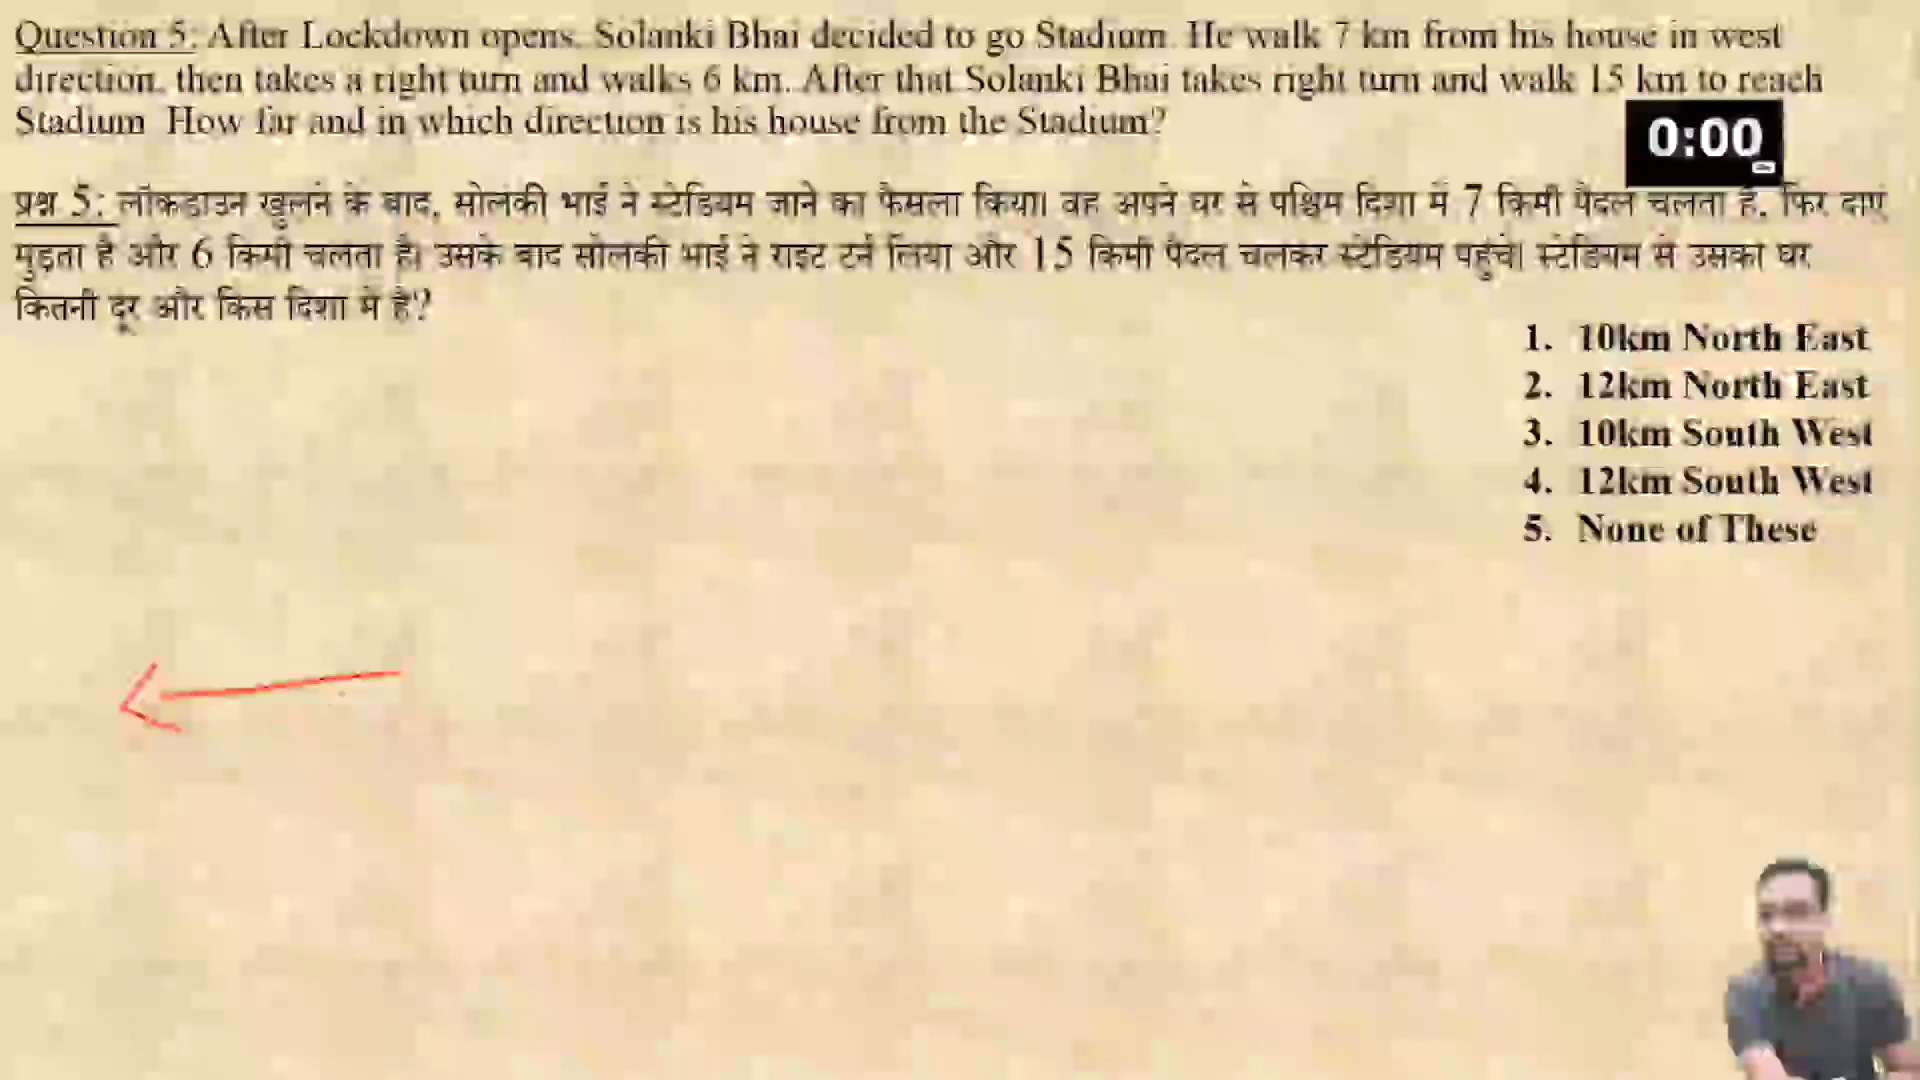 Question 5: After Lockdown opens, Solanki Bhai decided to go Stadium. He walk 7 km from his house in west
direction, then takes a right turn and walks 6 km. After that Solanki Bhai takes right turn and walk 15 km to reach
Stadium How far and in which direction is his house from the Stadium?
0:00
प्रश्न 5: लॉकडाउन खुलने के बाद, सोलंकी भाई ने स्टेडियम जाने का फैसला किया। वह अपने घर से पश्चिम दिशा में 7 किमी पैदल चलता है, फिर दाएं
मुड़ता है और 6 किमी चलता है। उसके बाद सोलंकी भाई ने राइट टर्न लिया और 15 किमी पैदल चलकर स्टेडियम पहुंचे। स्टेडियम से उसका घर
कितनी दूर और किस दिशा में है?
1. 10km North East
2. 12km North East
3. 10km South West
4. 12km South West
5. None of These